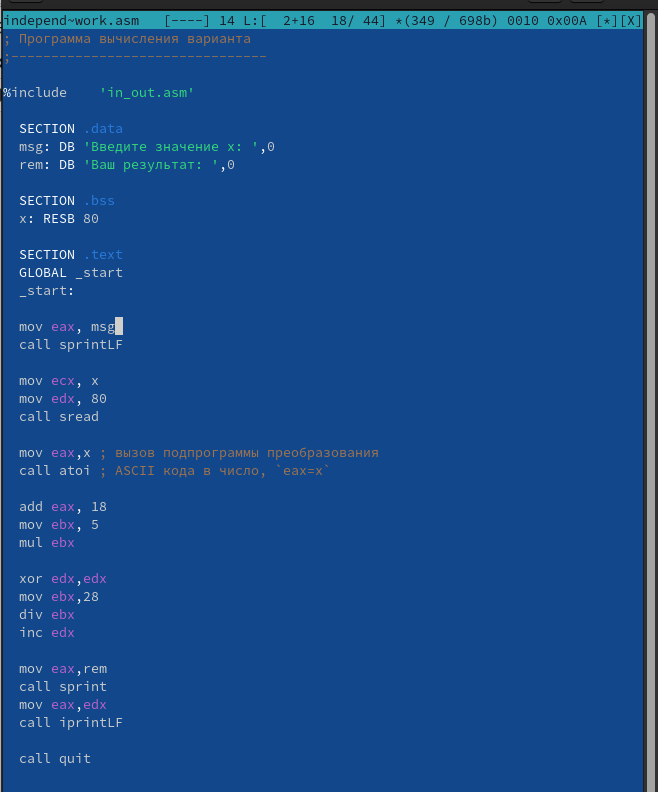 independ~work.asm [----] 14 L:[ 2+16 18/ 44] *(349 / 698b) 0010 0x00A [*][X]
; Программа вычисления варианта
;--------------------------------
%include 'in_out.asm'
SECTION .data
msg: DB 'Введите значение x: ',0
rem: DB 'Ваш результат: ',0
SECTION .bss
x: RESB 80
SECTION .text
GLOBAL _start
_start:
mov eax, msg
call sprintLF
mov ecx, x
mov edx, 80
call sread
mov eax,x ; вызов подпрограммы преобразования
call atoi ; ASCII кода в число, `eax=x`
add eax, 18
mov ebx, 5
mul ebx
xor edx,edx
mov ebx,28
div ebx
inc edx
mov eax,rem
call sprint
mov eax,edx
call iprintLF
call quit